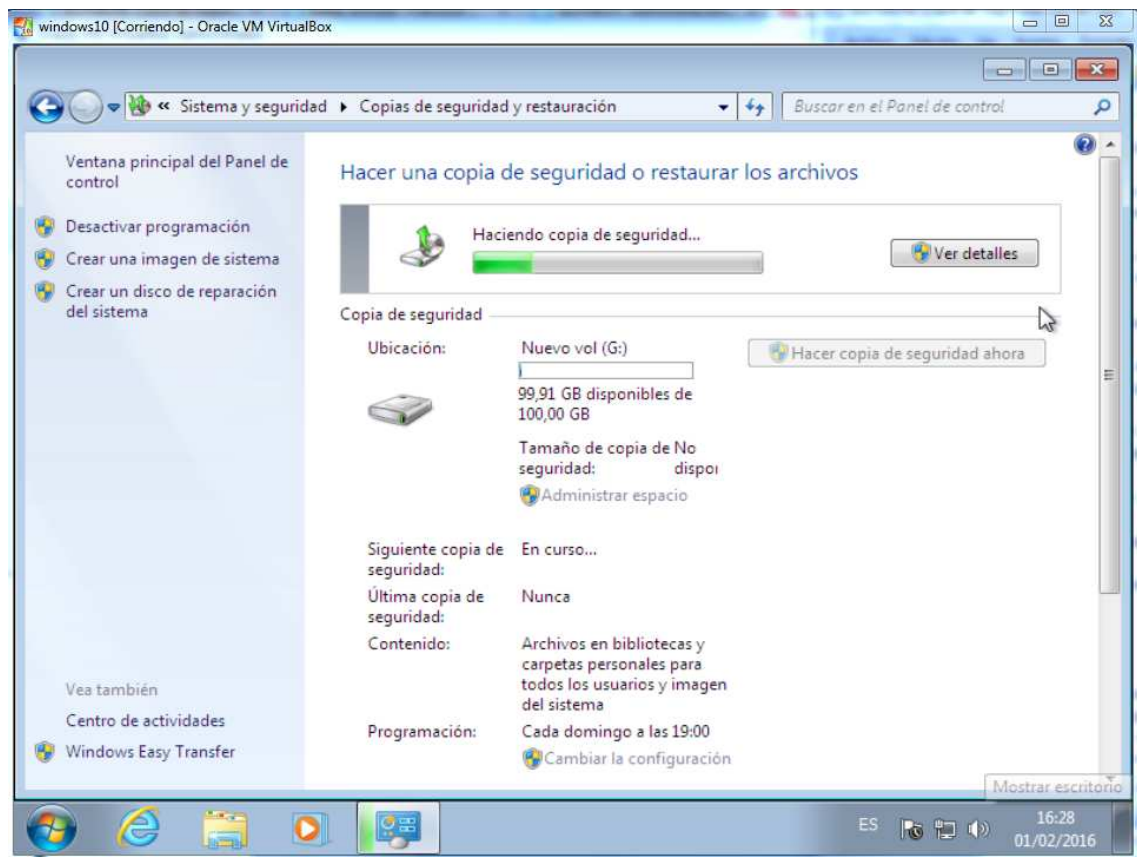 windows10 [Corriendo] - Oracle VM VirtualBox
« Sistema y seguridad Copias de seguridad y restauración
Buscar en el Panel de control
Ventana principal del Panel de
control
Desactivar programación
Crear una imagen de sistema
Crear un disco de reparación
del sistema
Vea también
Centro de actividades
Windows Easy Transfer
Hacer una copia de seguridad o restaurar los archivos
Haciendo copia de seguridad...
Ver detalles
Copia de seguridad
Ubicación:
Nuevo vol (G:)
Hacer copia de seguridad ahora
99,91 GB disponibles de
100,00 GB
Tamaño de copia de No
seguridad: dispo
Administrar espacio
Siguiente copia de En curso...
seguridad:
Última copia de Nunca
seguridad:
Contenido: Archivos en bibliotecas y
carpetas personales para
todos los usuarios y imagen
del sistema
Programación: Cada domingo a las 19:00
Cambiar la configuración
Mostrar escritorio
ES
16:28
01/02/2016